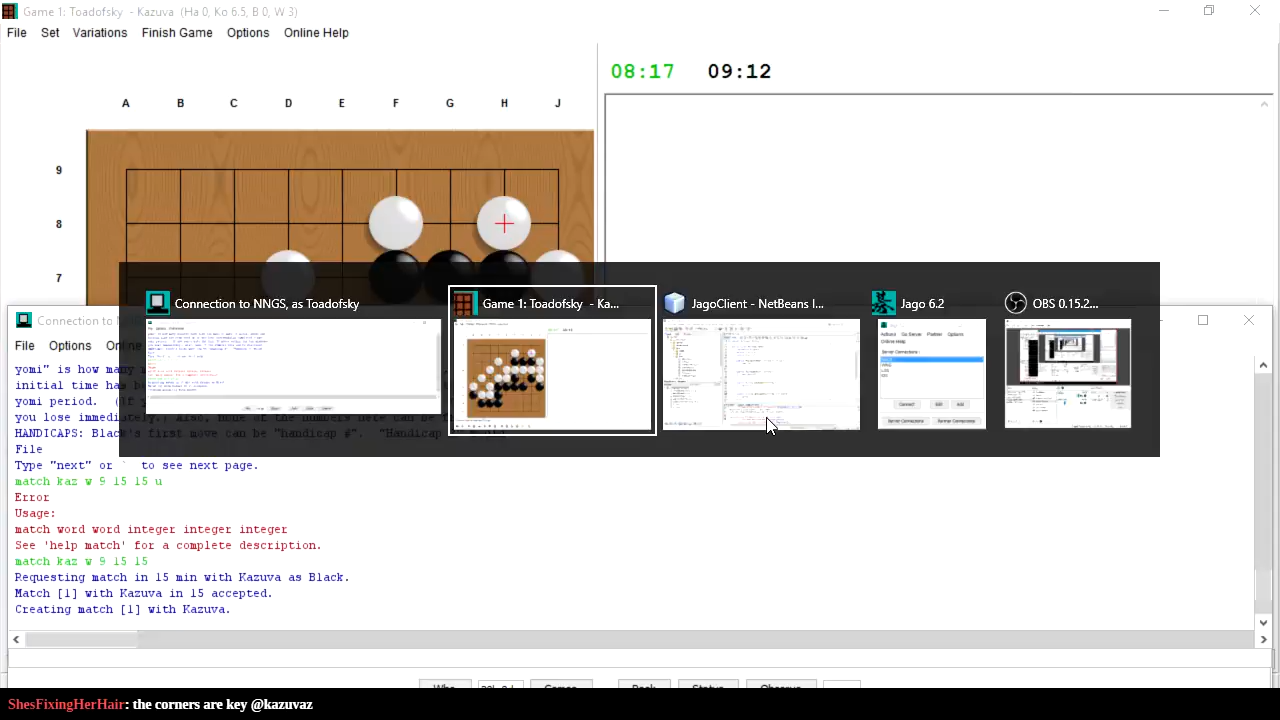 Game 1: Toadofsky - Kazuva (Ha 0, Ko 6.5, B 0, W 3)
File Set Variations Finish Game Options Online Help
08:17 09:12
A B C D E F G H J
9
8
7
Connection to NNGS, as Toadofsky
Game 1: Toadofsky - Ka...
JagoClient - NetBeans I...
Jago 6.2
OBS 0.15.2...
Connection to
Options
yomi" is how many
initial time has
yomi period. (If
HANDICAPS: Black's first move can be "handicap #". "Handicap
File
Type "next" or ` to see next page.
match kaz w 9 15 15 u
Error
Usage:
match word word integer integer integer
See 'help match' for a complete description.
match kaz w 9 15 15
Requesting match in 15 min with Kazuva as Black.
Match [1] with Kazuva in 15 accepted.
Creating match [1] with Kazuva.
Who Games Status Observe
ShesFixingHerHair: the corners are key @kazuvaz